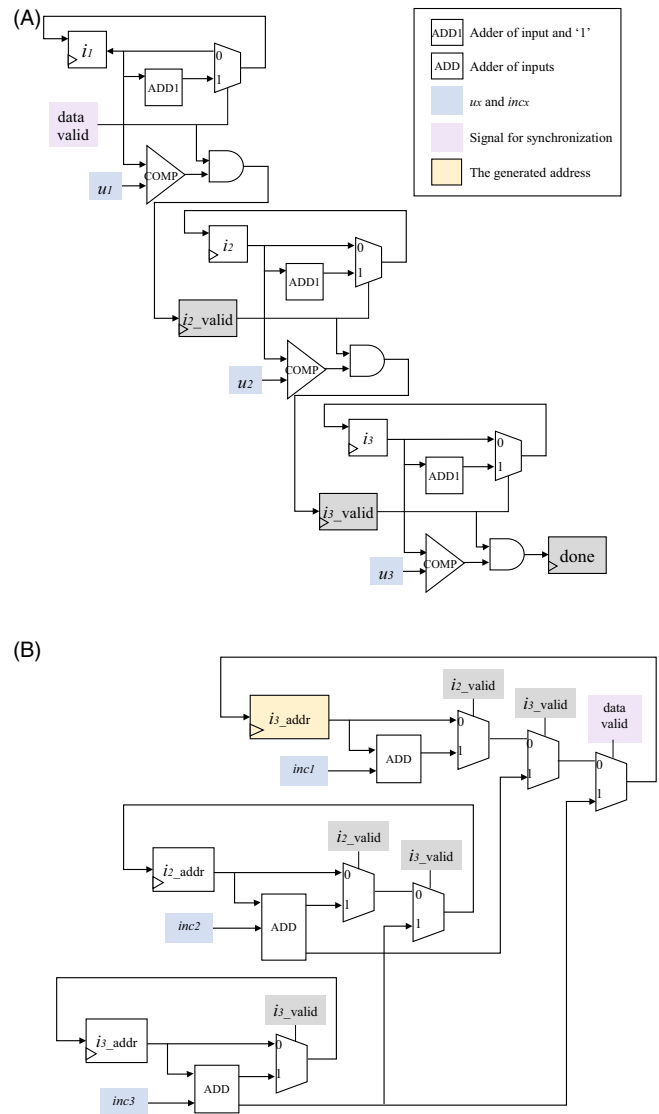 (A)
i1
0
1
ADD1
data
valid
COMP
u1
ADD1 Adder of input and ‘1’
ADD Adder of inputs
ux and incx
Signal for synchronization
The generated address
i2
0
1
ADD1
i2_valid
COMP
u2
i3
0
1
ADD1
i3_valid
COMP
u3
done
(B)
i2_valid
i3_valid
data
valid
i3_addr
0
1
0
1
0
1
ADD
inc1
i2_valid
i3_valid
i2_addr
0
1
0
1
ADD
inc2
i3_valid
i3_addr
0
1
ADD
inc3